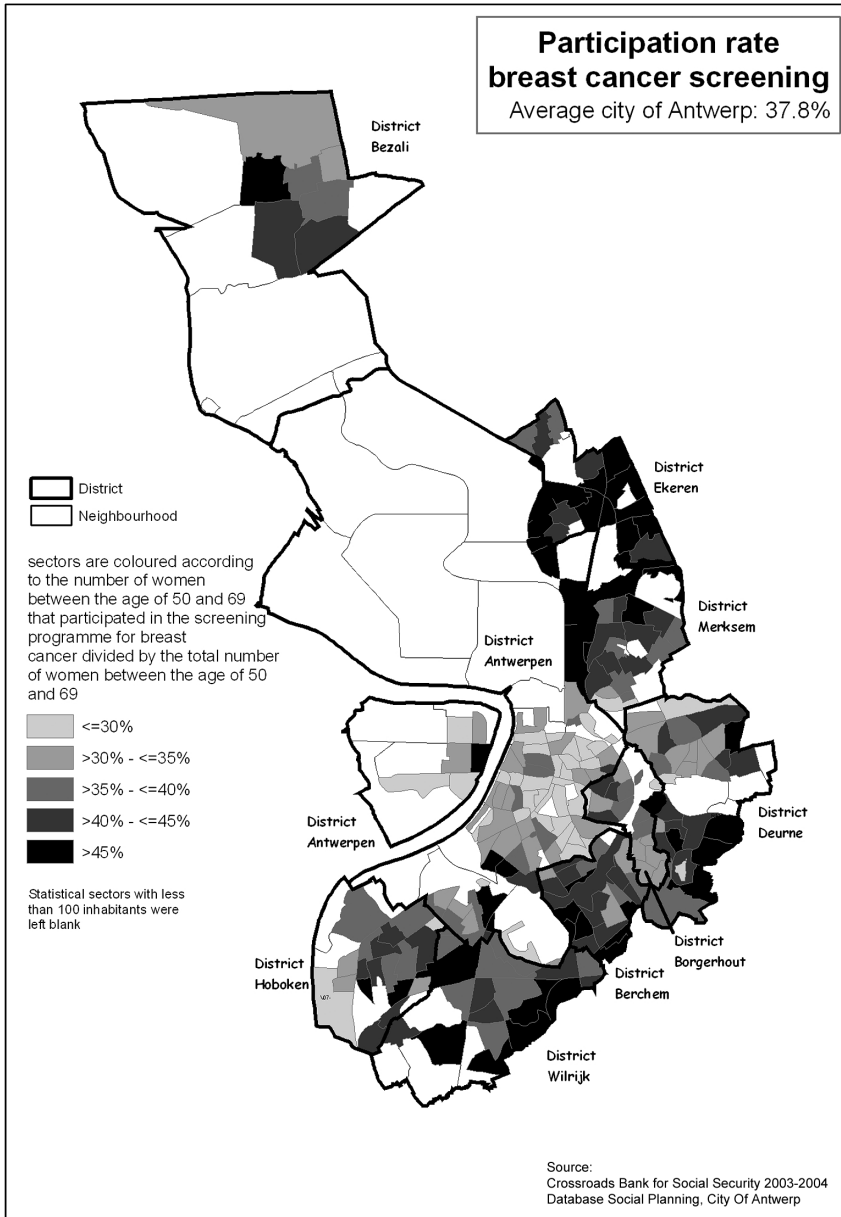 Participation rate
breast cancer screening
Average city of Antwerp: 37.8%
District
Bezali
District
Ekeren
District
Neighbourhood
sectors are coloured according
to the number of women
between the age of 50 and 69
that participated in the screening
programme for breast
cancer divided by the total number
of women between the age of 50
and 69
District
Merksem
District
Antwerpen
<=30%
>30% - <=35%
>35% - <=40%
>40% - <=45%
>45%
District
Antwerpen
District
Deurne
Statistical sectors with less
than 100 inhabitants were
left blank
District
Borgerhout
District
Hoboken
District
Berchem
District
Wilrijk
Source:
Crossroads Bank for Social Security 2003-2004
Database Social Planning, City Of Antwerp